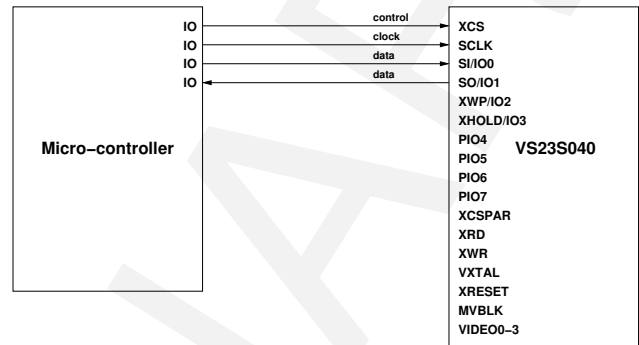 control
IO XCS
clock
IO SCLK
data
IO SI/IO0
data
IO SO/IO1
XWP/IO2
XHOLD/IO3
PIO4
Micro−controller VS23S040
PIO5
PIO6
PIO7
XCSPAR
XRD
XWR
VXTAL
XRESET
MVBLK
VIDEO0−3